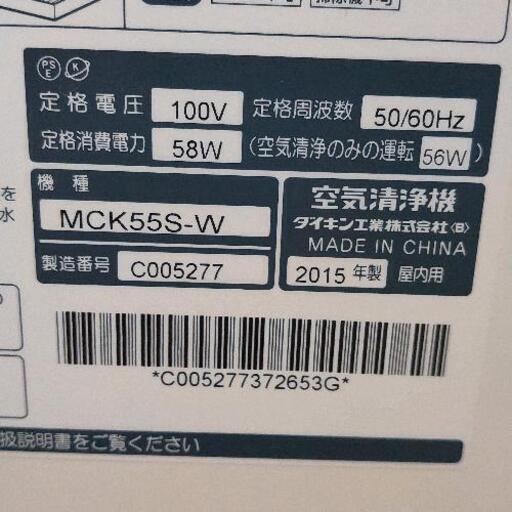 PS
E
K
定格電圧 100V 定格周波数 50/60Hz
定格消費電力 58W (空気清浄のみの運転 56W)
機種
MCK55S-W
製造番号 C005277
空気清浄機
ダイキン工業株式会社〈B〉
MADE IN CHINA
2015 年製 屋内用
を
水
*C005277372653G*
扱説明書をご覧ください